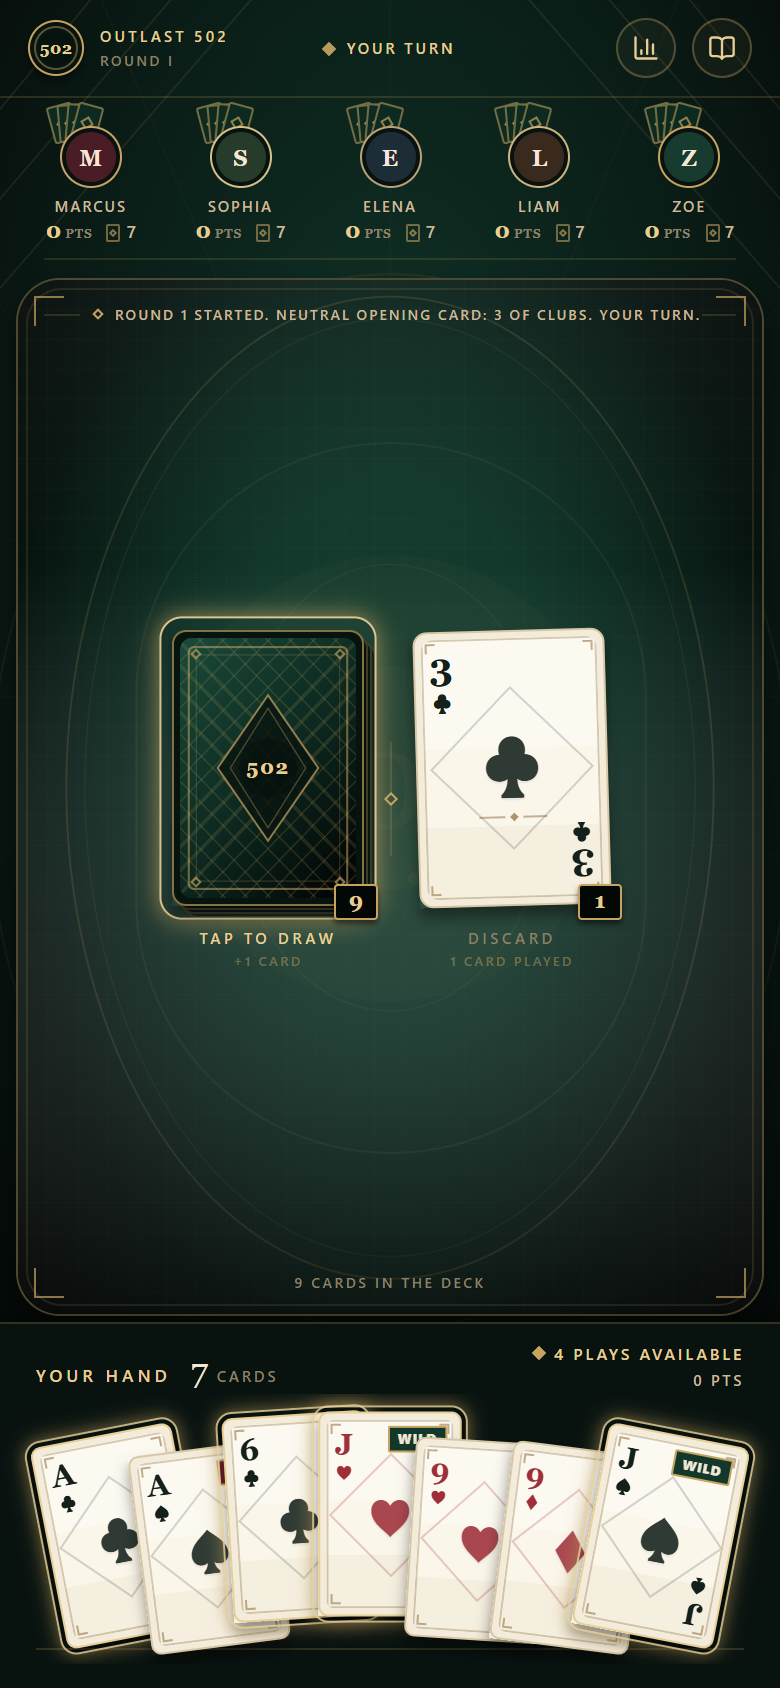 502
OUTLAST 502
ROUND I
YOUR TURN
M
S
E
L
Z
MARCUS
SOPHIA
ELENA
LIAM
ZOE
0 PTS 7
0 PTS 7
0 PTS 7
0 PTS 7
0 PTS 7
ROUND 1 STARTED. NEUTRAL OPENING CARD: 3 OF CLUBS. YOUR TURN.
502
9
3
3
1
TAP TO DRAW
+1 CARD
DISCARD
1 CARD PLAYED
9 CARDS IN THE DECK
YOUR HAND 7 CARDS
4 PLAYS AVAILABLE
0 PTS
A
A
6
J
9
9
J
WILD
J